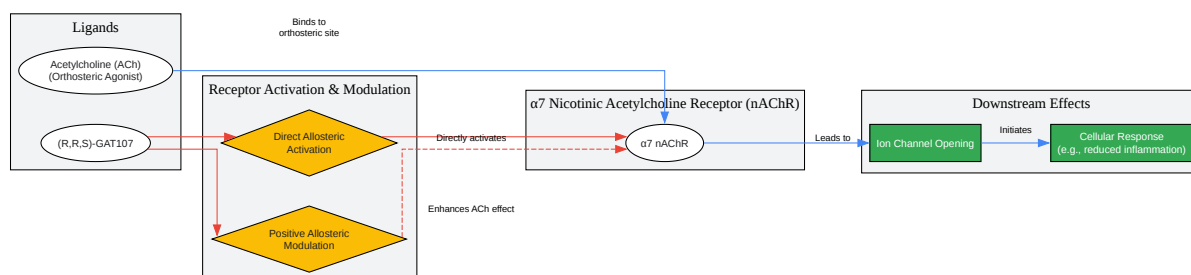 Ligands
Binds to
orthosteric site
Acetylcholine (ACh)
(Orthosteric Agonist)
(R,R,S)-GAT107
Receptor Activation & Modulation
Direct Allosteric
Activation
Positive Allosteric
Modulation
Directly activates
Enhances ACh effect
α7 Nicotinic Acetylcholine Receptor (nAChR)
α7 nAChR
Leads to
Downstream Effects
Ion Channel Opening
Initiates
Cellular Response
(e.g., reduced inflammation)